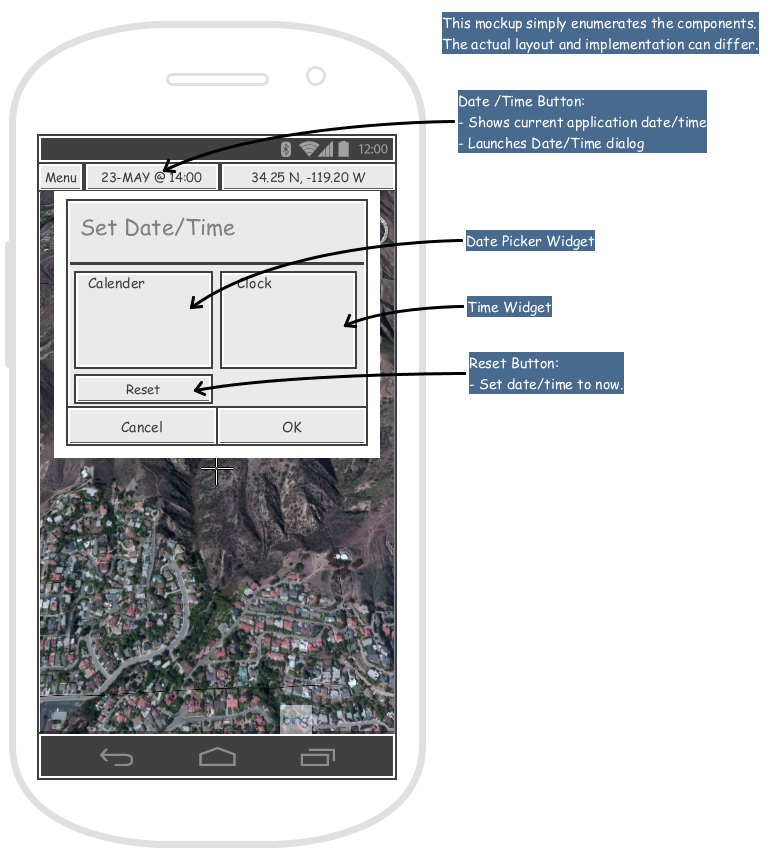 This mockup simply enumerates the components.
The actual layout and implementation can differ.
Date /Time Button:
- Shows current application date/time
- Launches Date/Time dialog
12:00
Menu
23-MAY @ 14:00
34.25 N, -119.20 W
Set Date/Time
Date Picker Widget
Calender
Clock
Time Widget
Reset Button:
- Set date/time to now.
Reset
Cancel
OK
bing